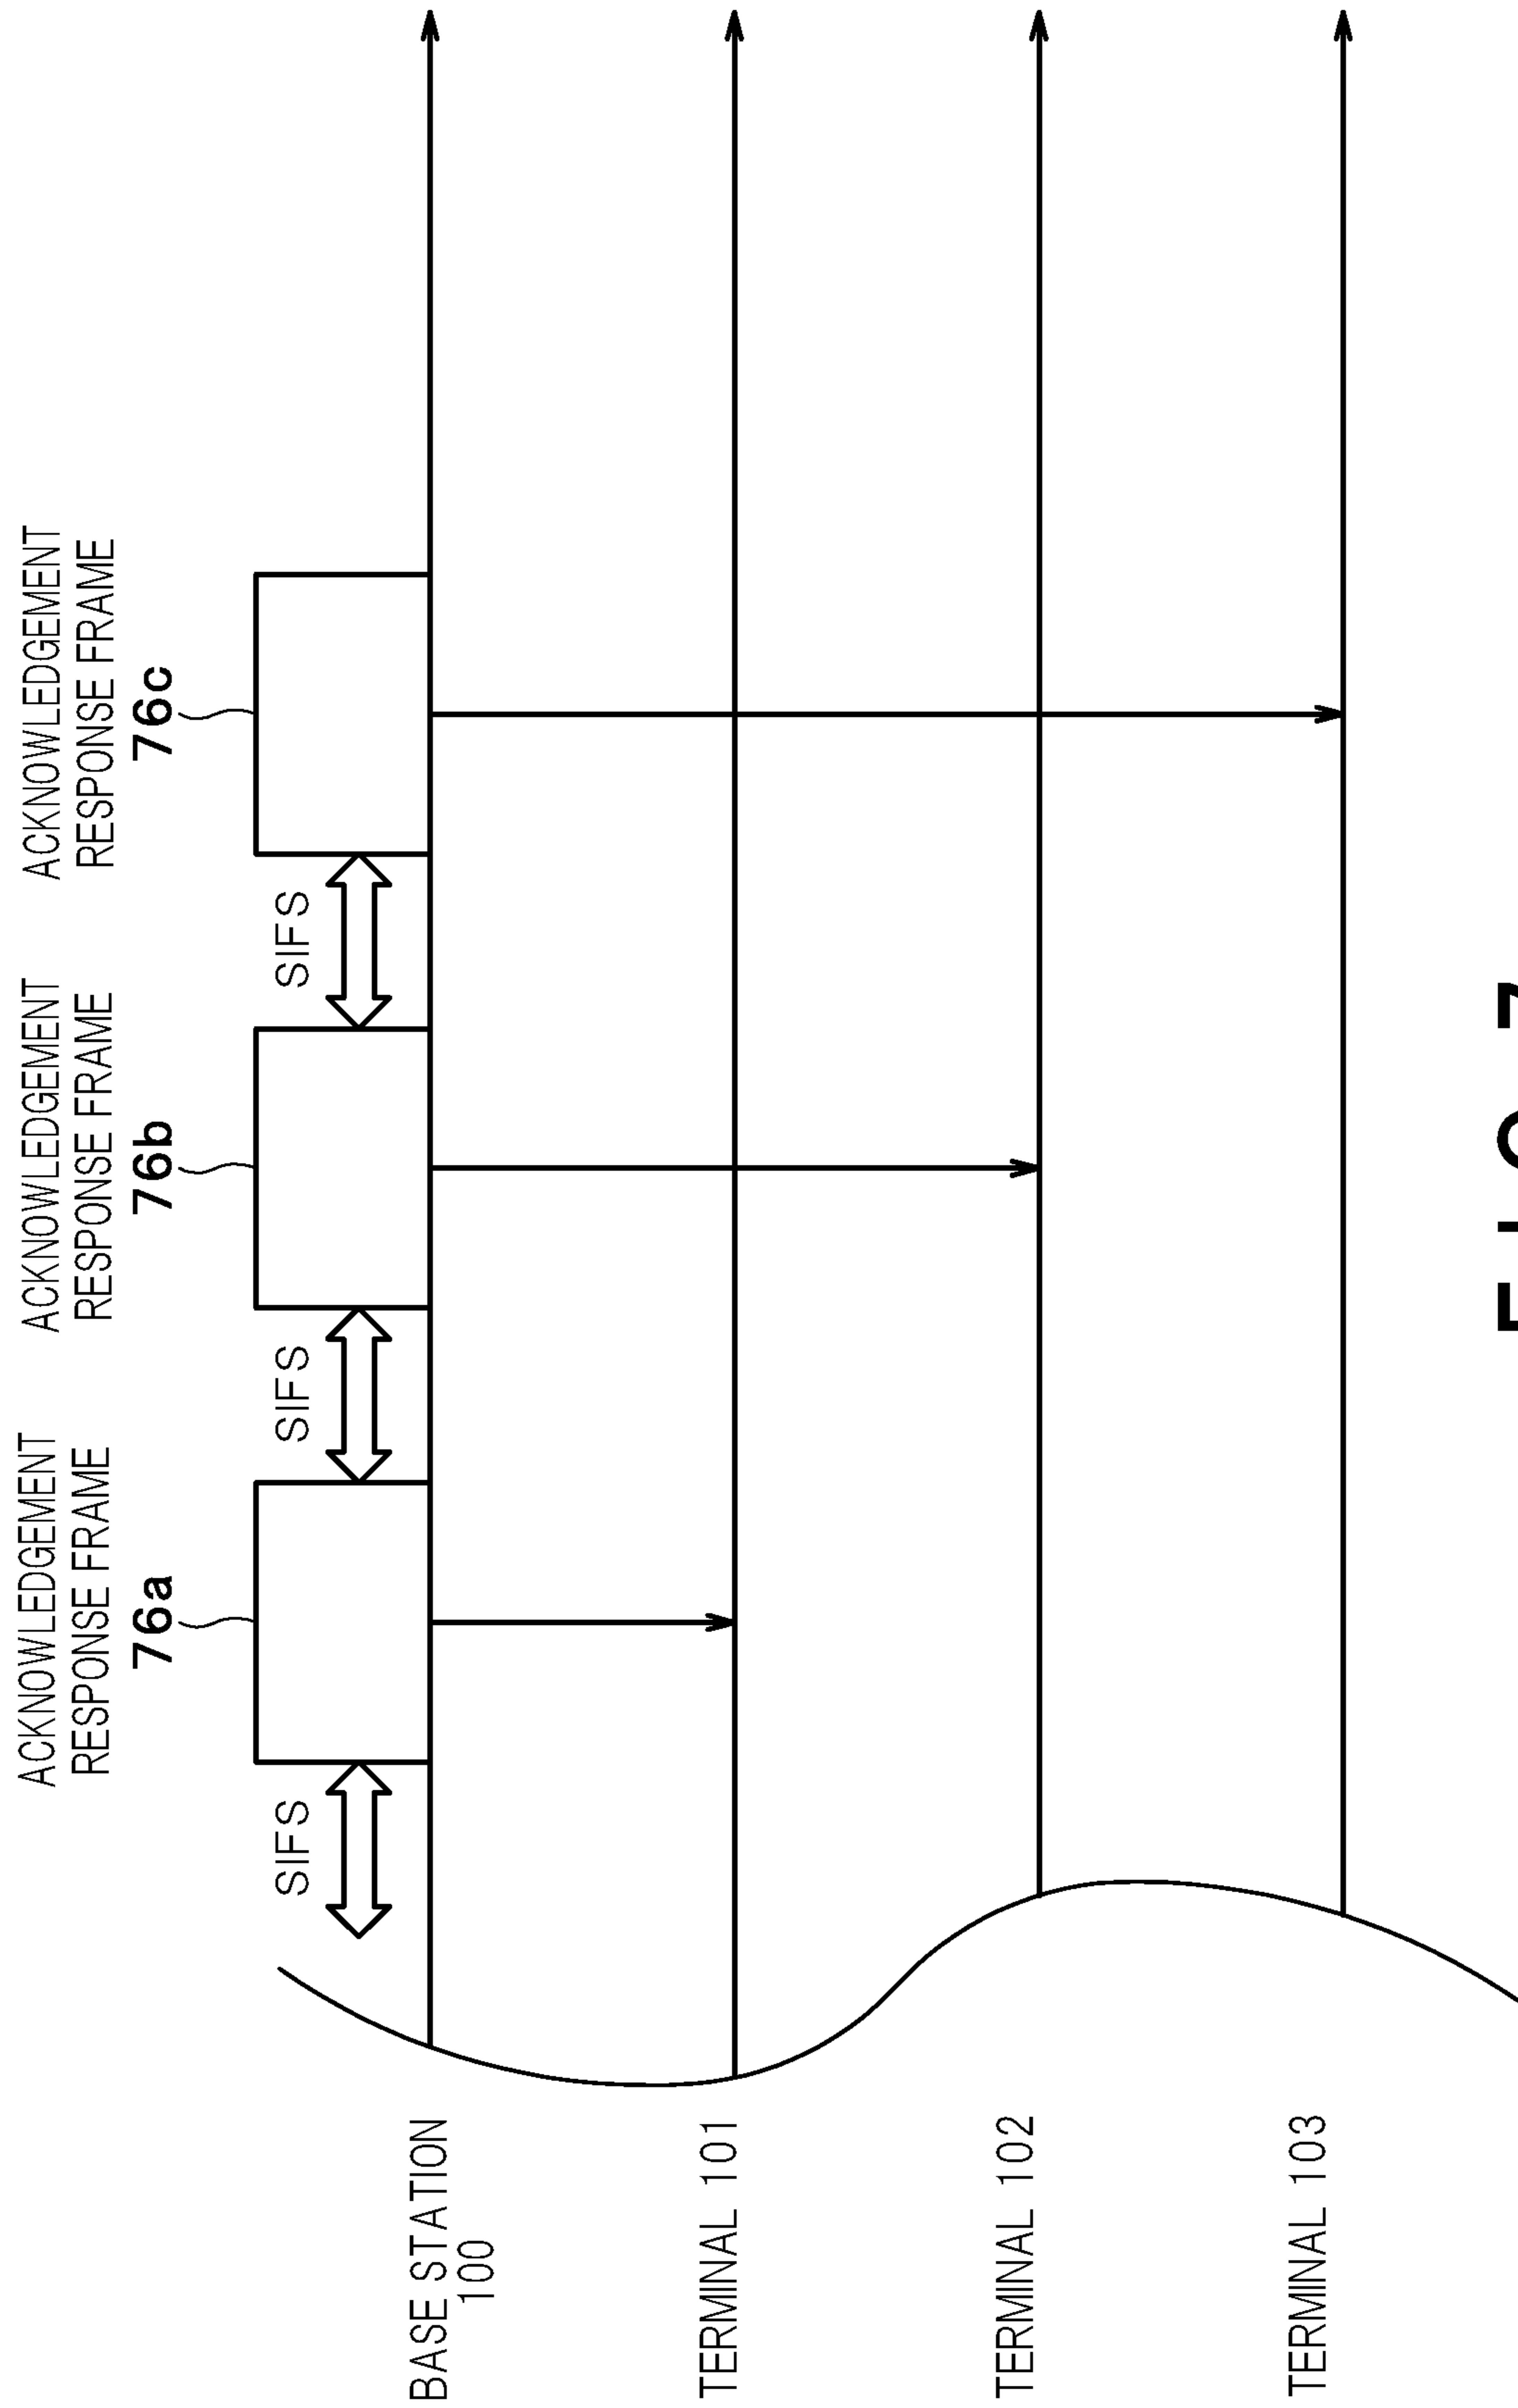 ACKNOWLEDGEMENT
RESPONSE FRAME
76a
ACKNOWLEDGEMENT
RESPONSE FRAME
76b
ACKNOWLEDGEMENT
RESPONSE FRAME
76c
SIFS
SIFS
SIFS
BASE STATION
100
TERMINAL 101
TERMINAL 102
TERMINAL 103